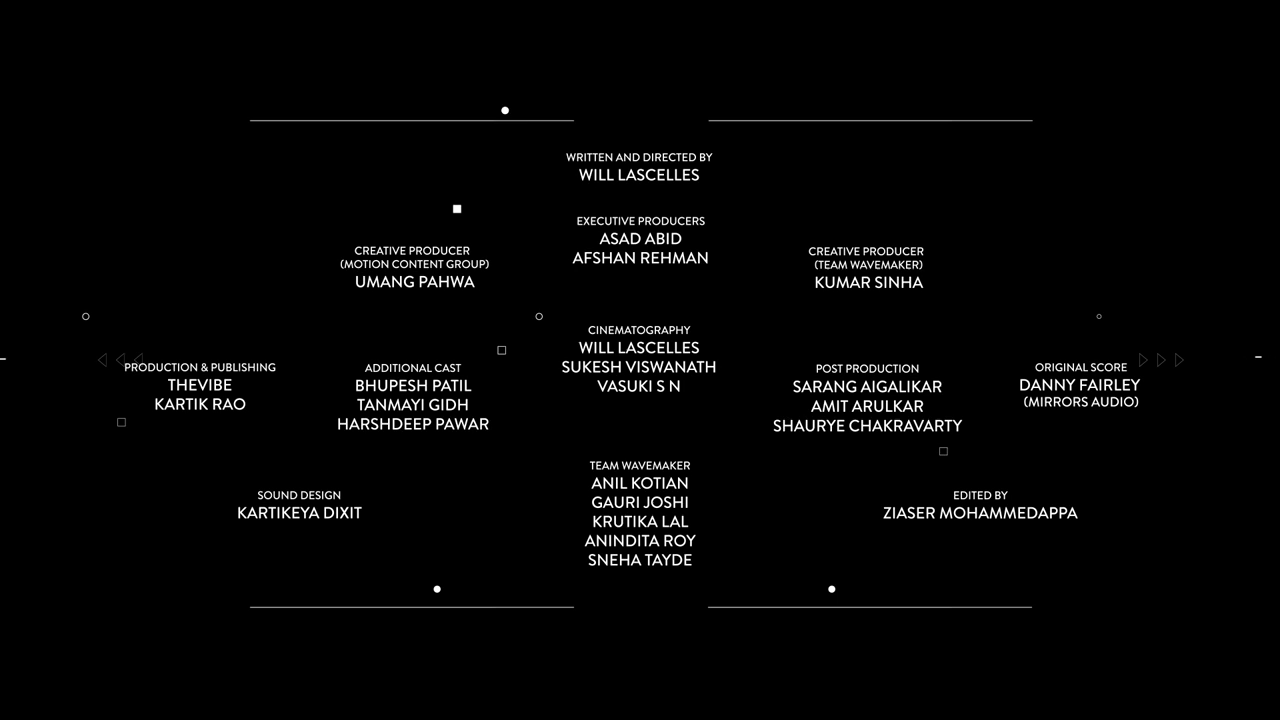 WRITTEN AND DIRECTED BY
WILL LASCELLES
EXECUTIVE PRODUCERS
ASAD ABID
AFSHAN REHMAN
CREATIVE PRODUCER
(MOTION CONTENT GROUP)
UMANG PAHWA
CREATIVE PRODUCER
(TEAM WAVEMAKER)
KUMAR SINHA
CINEMATOGRAPHY
WILL LASCELLES
SUKESH VISWANATH
VASUKI S N
PRODUCTION & PUBLISHING
THEVIBE
KARTIK RAO
ADDITIONAL CAST
BHUPESH PATIL
TANMAYI GIDH
HARSHDEEP PAWAR
POST PRODUCTION
SARANG AIGALIKAR
AMIT ARULKAR
SHAURYE CHAKRAVARTY
ORIGINAL SCORE
DANNY FAIRLEY
(MIRRORS AUDIO)
TEAM WAVEMAKER
ANIL KOTIAN
GAURI JOSHI
KRUTIKA LAL
ANINDITA ROY
SNEHA TAYDE
SOUND DESIGN
KARTIKEYA DIXIT
EDITED BY
ZIASER MOHAMMEDAPPA